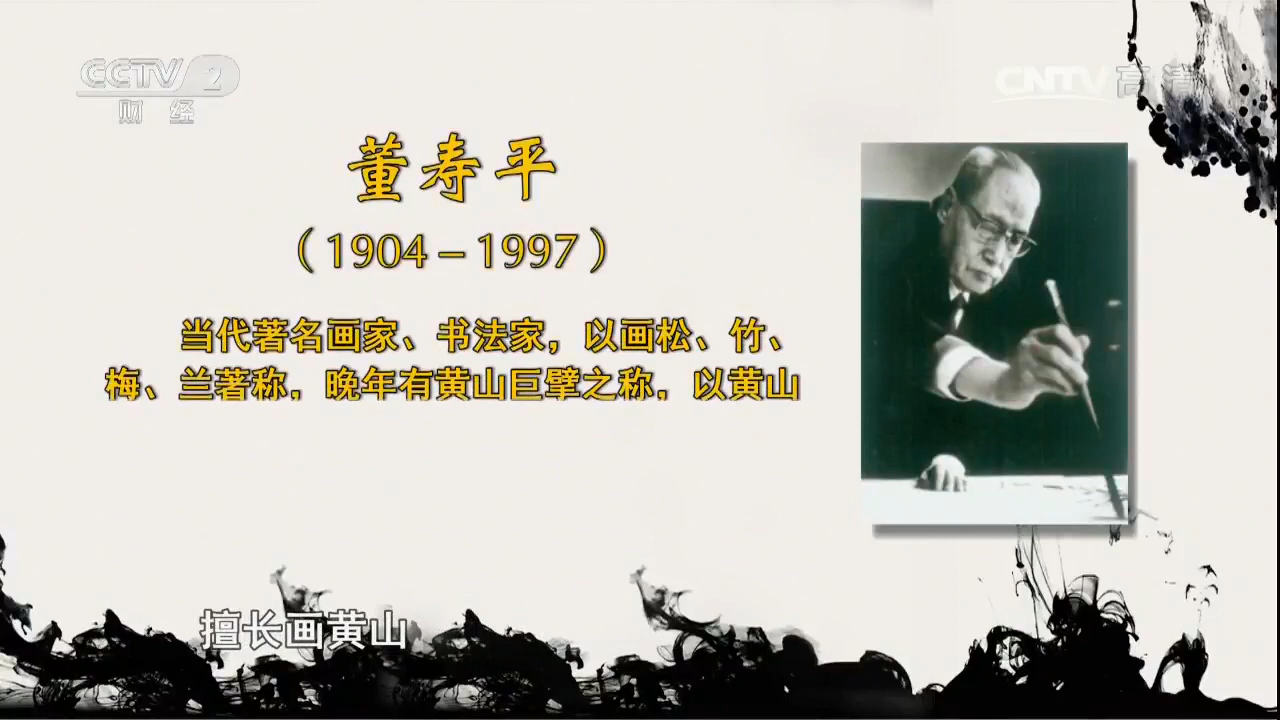 CCTV 2
财经
CNTV 高清
董寿平
（1904－1997）
当代著名画家、书法家，以画松、竹、
梅、兰著称，晚年有黄山巨擘之称，以黄山
擅长画黄山